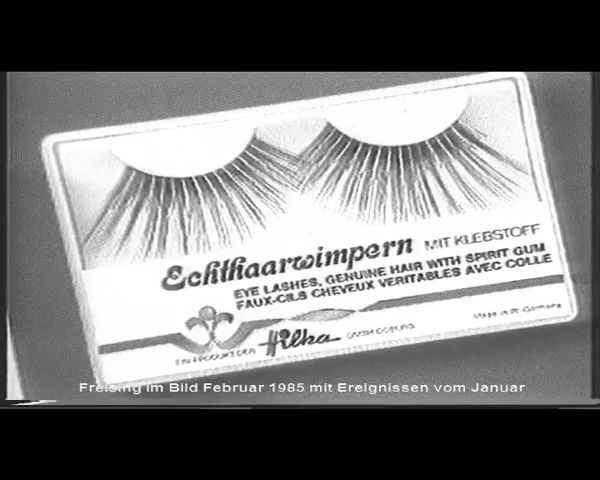 Echthaarwimpern MIT KLEBSTOFF
EYE LASHES, GENUINE HAIR WITH SPIRIT GUM
FAUX-CILS CHEVEUX VERITABLES AVEC COLLE
EIN PRODUKT DER Hilka GMBH COBURG
Made in W.-Germany
Freising im Bild Februar 1985 mit Ereignissen vom Januar